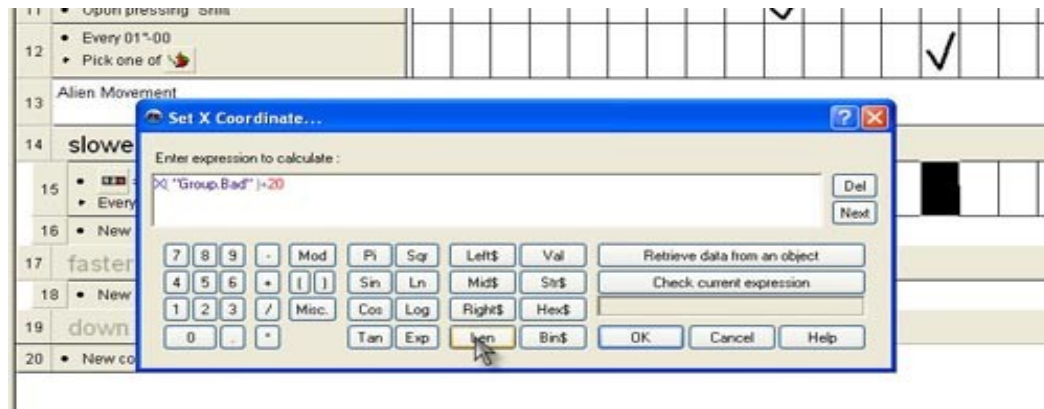 11 • Upon pressing "Shift"
12 • Every 01"-00
• Pick one of
13 Alien Movement
Set X Coordinate...
14 slowe
Enter expression to calculate :
X( "Group.Bad" )+20
Del
Next
15 • =
• Every
16 • New
7 8 9 - Mod Pi Sqr Left$ Val Retrieve data from an object
17 faster
4 5 6 + ( ) Sin Ln Mid$ Str$ Check current expression
18 • New
1 2 3 / Misc. Cos Log Right$ Hex$
19 down
0 . * Tan Exp Len Bin$ OK Cancel Help
20 • New co